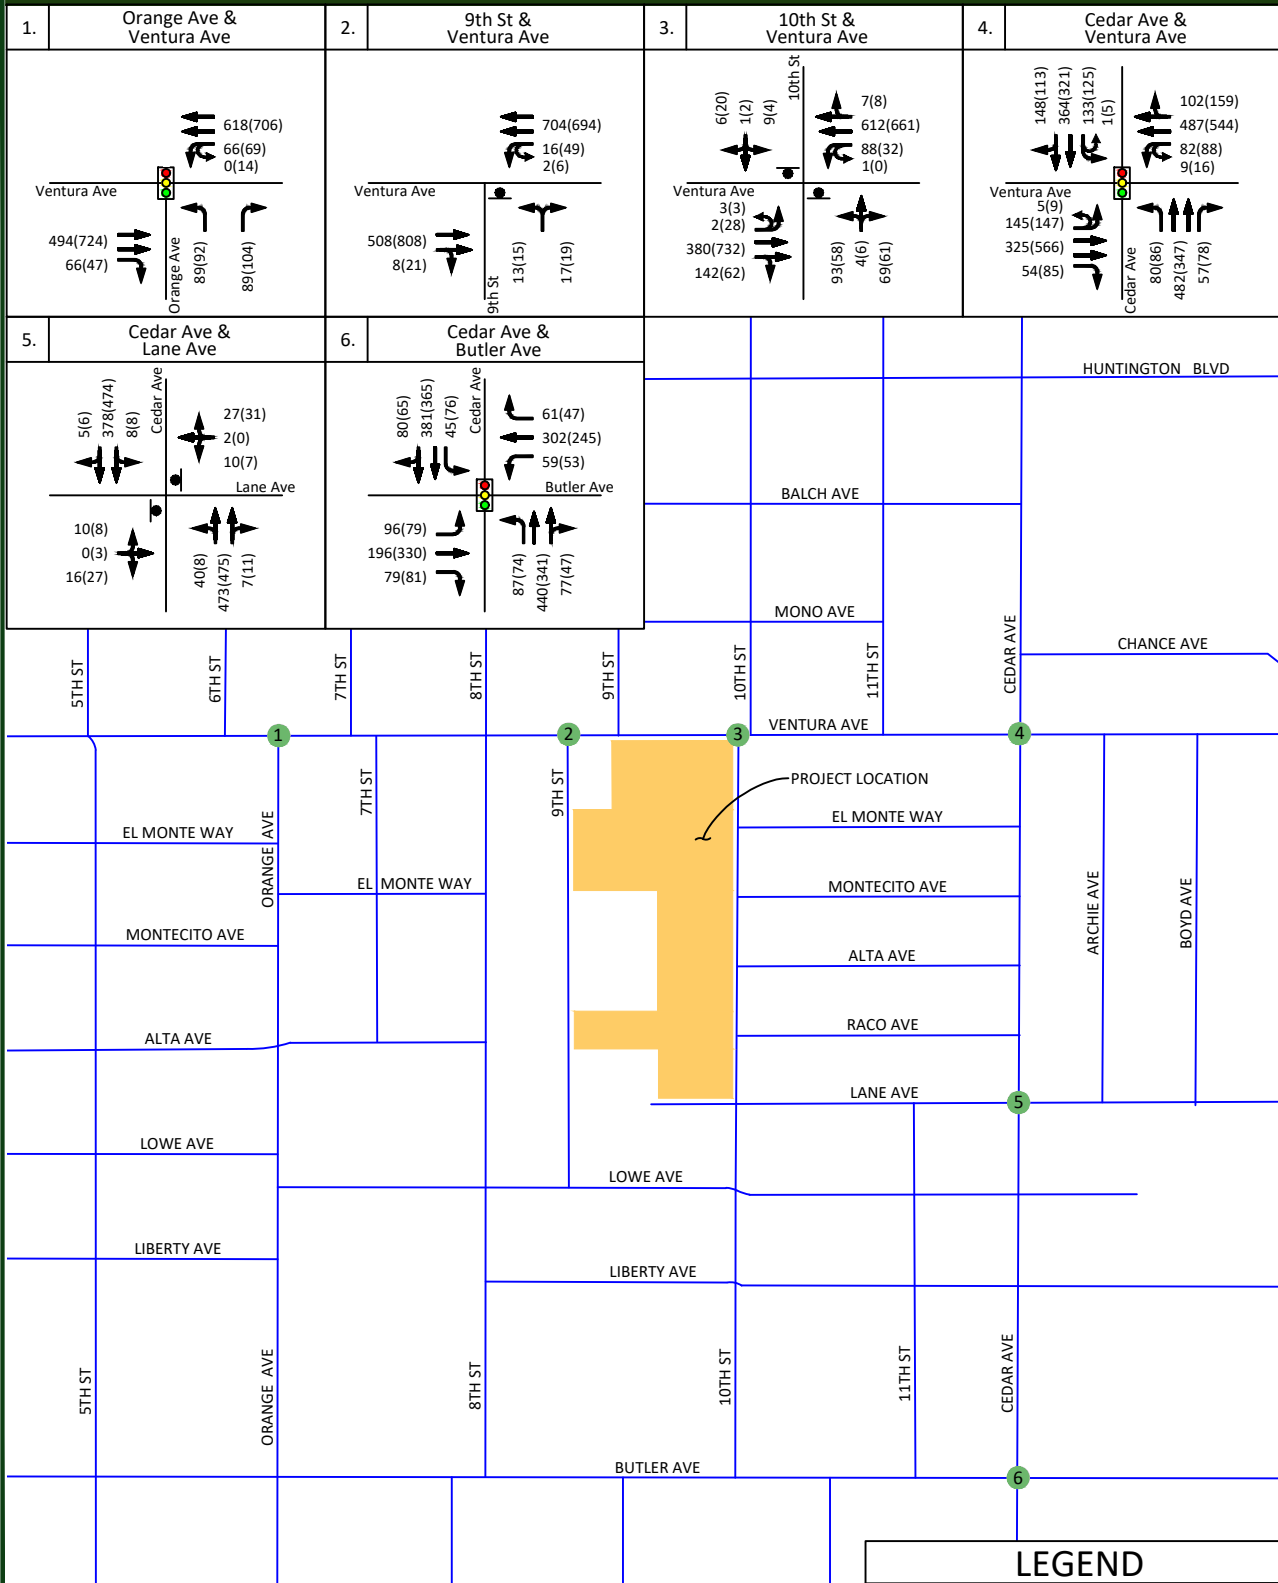 1.
Orange Ave &
Ventura Ave
618(706)
66(69)
0(14)
Ventura Ave
494(724)
66(47)
Orange Ave
89(92)
89(104)
2.
9th St &
Ventura Ave
704(694)
16(49)
2(6)
Ventura Ave
508(808)
8(21)
9th St
13(15)
17(19)
3.
10th St &
Ventura Ave
6(20)
1(2)
9(4)
10th St
7(8)
612(661)
88(32)
1(0)
Ventura Ave
3(3)
2(28)
380(732)
142(62)
93(58)
4(6)
69(61)
4.
Cedar Ave &
Ventura Ave
148(113)
364(321)
133(125)
1(5)
102(159)
487(544)
82(88)
9(16)
Ventura Ave
5(9)
145(147)
325(566)
54(85)
Cedar Ave
80(86)
482(347)
57(78)
5.
Cedar Ave &
Lane Ave
5(6)
378(474)
8(8)
Cedar Ave
27(31)
2(0)
10(7)
Lane Ave
10(8)
0(3)
16(27)
40(8)
473(475)
7(11)
6.
Cedar Ave &
Butler Ave
80(65)
381(365)
45(76)
Cedar Ave
61(47)
302(245)
59(53)
Butler Ave
96(79)
196(330)
79(81)
87(74)
440(341)
77(47)
HUNTINGTON BLVD
BALCH AVE
MONO AVE
CHANCE AVE
5TH ST
6TH ST
7TH ST
8TH ST
9TH ST
10TH ST
11TH ST
CEDAR AVE
VENTURA AVE
1
2
3
4
7TH ST
9TH ST
PROJECT LOCATION
ORANGE AVE
EL MONTE WAY
EL MONTE WAY
EL MONTE WAY
MONTECITO AVE
MONTECITO AVE
ARCHIE AVE
BOYD AVE
ALTA AVE
ALTA AVE
RACO AVE
LANE AVE
5
LOWE AVE
LOWE AVE
LIBERTY AVE
LIBERTY AVE
5TH ST
ORANGE AVE
8TH ST
10TH ST
11TH ST
CEDAR AVE
BUTLER AVE
6
LEGEND